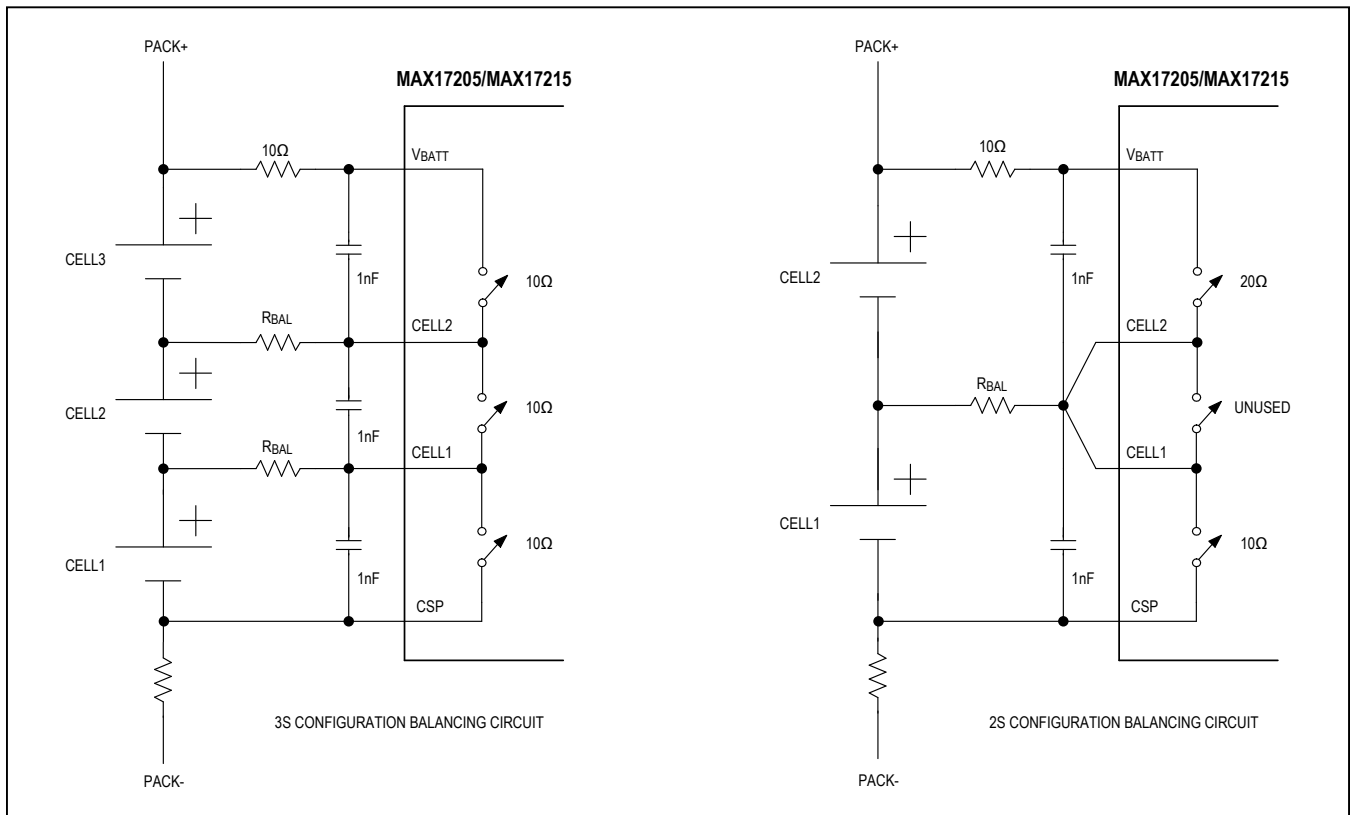 PACK+
MAX17205/MAX17215
10Ω
VBATT
CELL3
1nF
10Ω
RBAL
CELL2
CELL2
1nF
10Ω
RBAL
CELL1
CELL1
1nF
10Ω
CSP
3S CONFIGURATION BALANCING CIRCUIT
PACK-
PACK+
MAX17205/MAX17215
10Ω
VBATT
CELL2
1nF
20Ω
CELL2
RBAL
UNUSED
CELL1
CELL1
1nF
10Ω
CSP
2S CONFIGURATION BALANCING CIRCUIT
PACK-